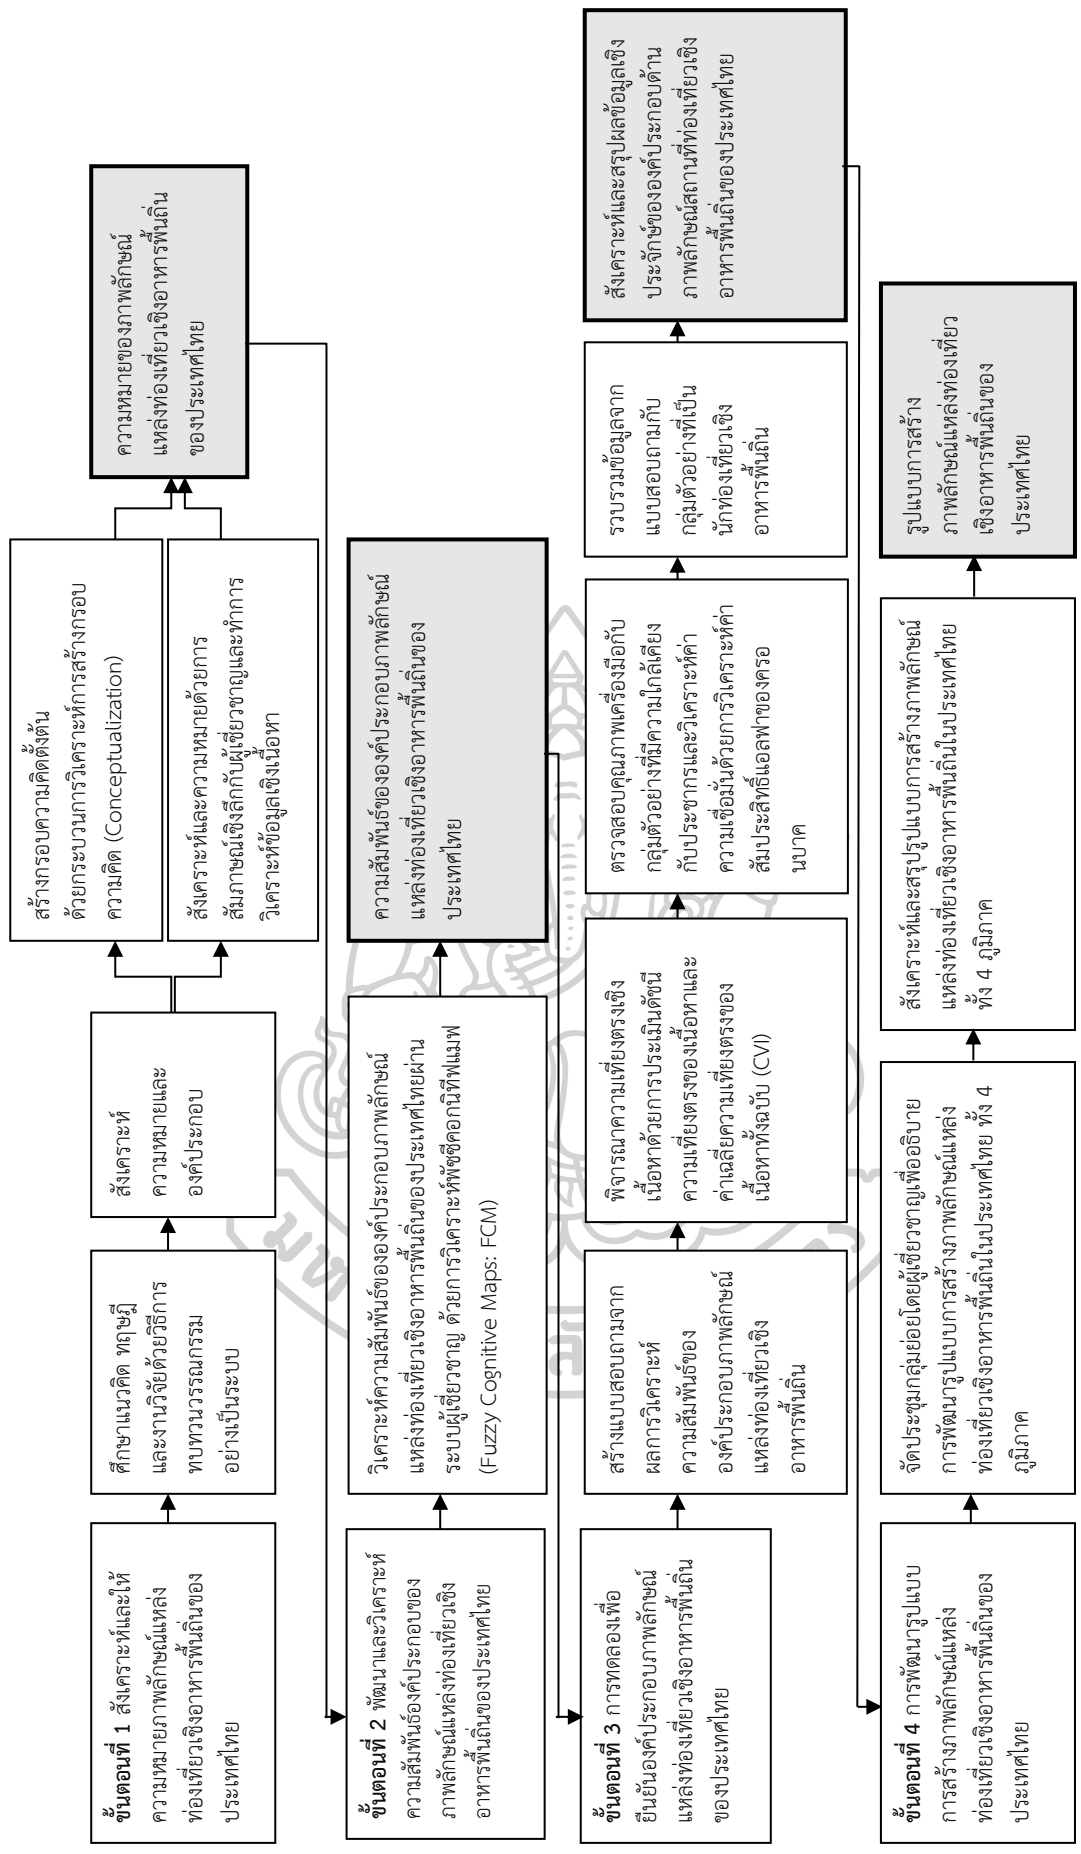 ขั้นตอนที่ 1 สังเคราะห์และให้
ความหมายภาพลักษณ์แหล่ง
ท่องเที่ยวเชิงอาหารพื้นถิ่นของ
ประเทศไทย
ศึกษาแนวคิด ทฤษฎี
และงานวิจัยด้วยวิธีการ
ทบทวนวรรณกรรม
อย่างเป็นระบบ
สังเคราะห์
ความหมายและ
องค์ประกอบ
สร้างกรอบความคิดตั้งต้น
ด้วยกระบวนการวิเคราะห์การสร้างกรอบ
ความคิด (Conceptualization)
สังเคราะห์และความหมายด้วยการ
สัมภาษณ์เชิงลึกกับผู้เชี่ยวชาญและทำการ
วิเคราะห์ข้อมูลเชิงเนื้อหา
ความหมายของภาพลักษณ์
แหล่งท่องเที่ยวเชิงอาหารพื้นถิ่น
ของประเทศไทย
ขั้นตอนที่ 2 พัฒนาและวิเคราะห์
ความสัมพันธ์องค์ประกอบของ
ภาพลักษณ์แหล่งท่องเที่ยวเชิง
อาหารพื้นถิ่นของประเทศไทย
วิเคราะห์ความสัมพันธ์ขององค์ประกอบภาพลักษณ์
แหล่งท่องเที่ยวเชิงอาหารพื้นถิ่นของประเทศไทยผ่าน
ระบบผู้เชี่ยวชาญ ด้วยการวิเคราะห์ฟัซซีคอกนิทีฟแมพ
(Fuzzy Cognitive Maps: FCM)
ความสัมพันธ์ขององค์ประกอบภาพลักษณ์
แหล่งท่องเที่ยวเชิงอาหารพื้นถิ่นของ
ประเทศไทย
ขั้นตอนที่ 3 การทดลองเพื่อ
ยืนยันองค์ประกอบภาพลักษณ์
แหล่งท่องเที่ยวเชิงอาหารพื้นถิ่น
ของประเทศไทย
สร้างแบบสอบถามจาก
ผลการวิเคราะห์
ความสัมพันธ์ของ
องค์ประกอบภาพลักษณ์
แหล่งท่องเที่ยวเชิง
อาหารพื้นถิ่น
พิจารณาความเที่ยงตรงเชิง
เนื้อหาด้วยการประเมินดัชนี
ความเที่ยงตรงของเนื้อหาและ
ค่าเฉลี่ยความเที่ยงตรงของ
เนื้อหาทั้งฉบับ (CVI)
ตรวจสอบคุณภาพเครื่องมือกับ
กลุ่มตัวอย่างที่มีความใกล้เคียง
กับประชากรและวิเคราะห์ค่า
ความเชื่อมั่นด้วยการวิเคราะห์ค่า
สัมประสิทธิ์แอลฟาของครอ
นบาค
รวบรวมข้อมูลจาก
แบบสอบถามกับ
กลุ่มตัวอย่างที่เป็น
นักท่องเที่ยวเชิง
อาหารพื้นถิ่น
สังเคราะห์และสรุปผลข้อมูลเชิง
ประจักษ์ขององค์ประกอบด้าน
ภาพลักษณ์สถานที่ท่องเที่ยวเชิง
อาหารพื้นถิ่นของประเทศไทย
ขั้นตอนที่ 4 การพัฒนารูปแบบ
การสร้างภาพลักษณ์แหล่ง
ท่องเที่ยวเชิงอาหารพื้นถิ่นของ
ประเทศไทย
จัดประชุมกลุ่มย่อยโดยผู้เชี่ยวชาญเพื่ออธิบาย
การพัฒนารูปแบบการสร้างภาพลักษณ์แหล่ง
ท่องเที่ยวเชิงอาหารพื้นถิ่นในประเทศไทย ทั้ง 4
ภูมิภาค
สังเคราะห์และสรุปรูปแบบการสร้างภาพลักษณ์
แหล่งท่องเที่ยวเชิงอาหารพื้นถิ่นในประเทศไทย
ทั้ง 4 ภูมิภาค
รูปแบบการสร้าง
ภาพลักษณ์แหล่งท่องเที่ยว
เชิงอาหารพื้นถิ่นของ
ประเทศไทย